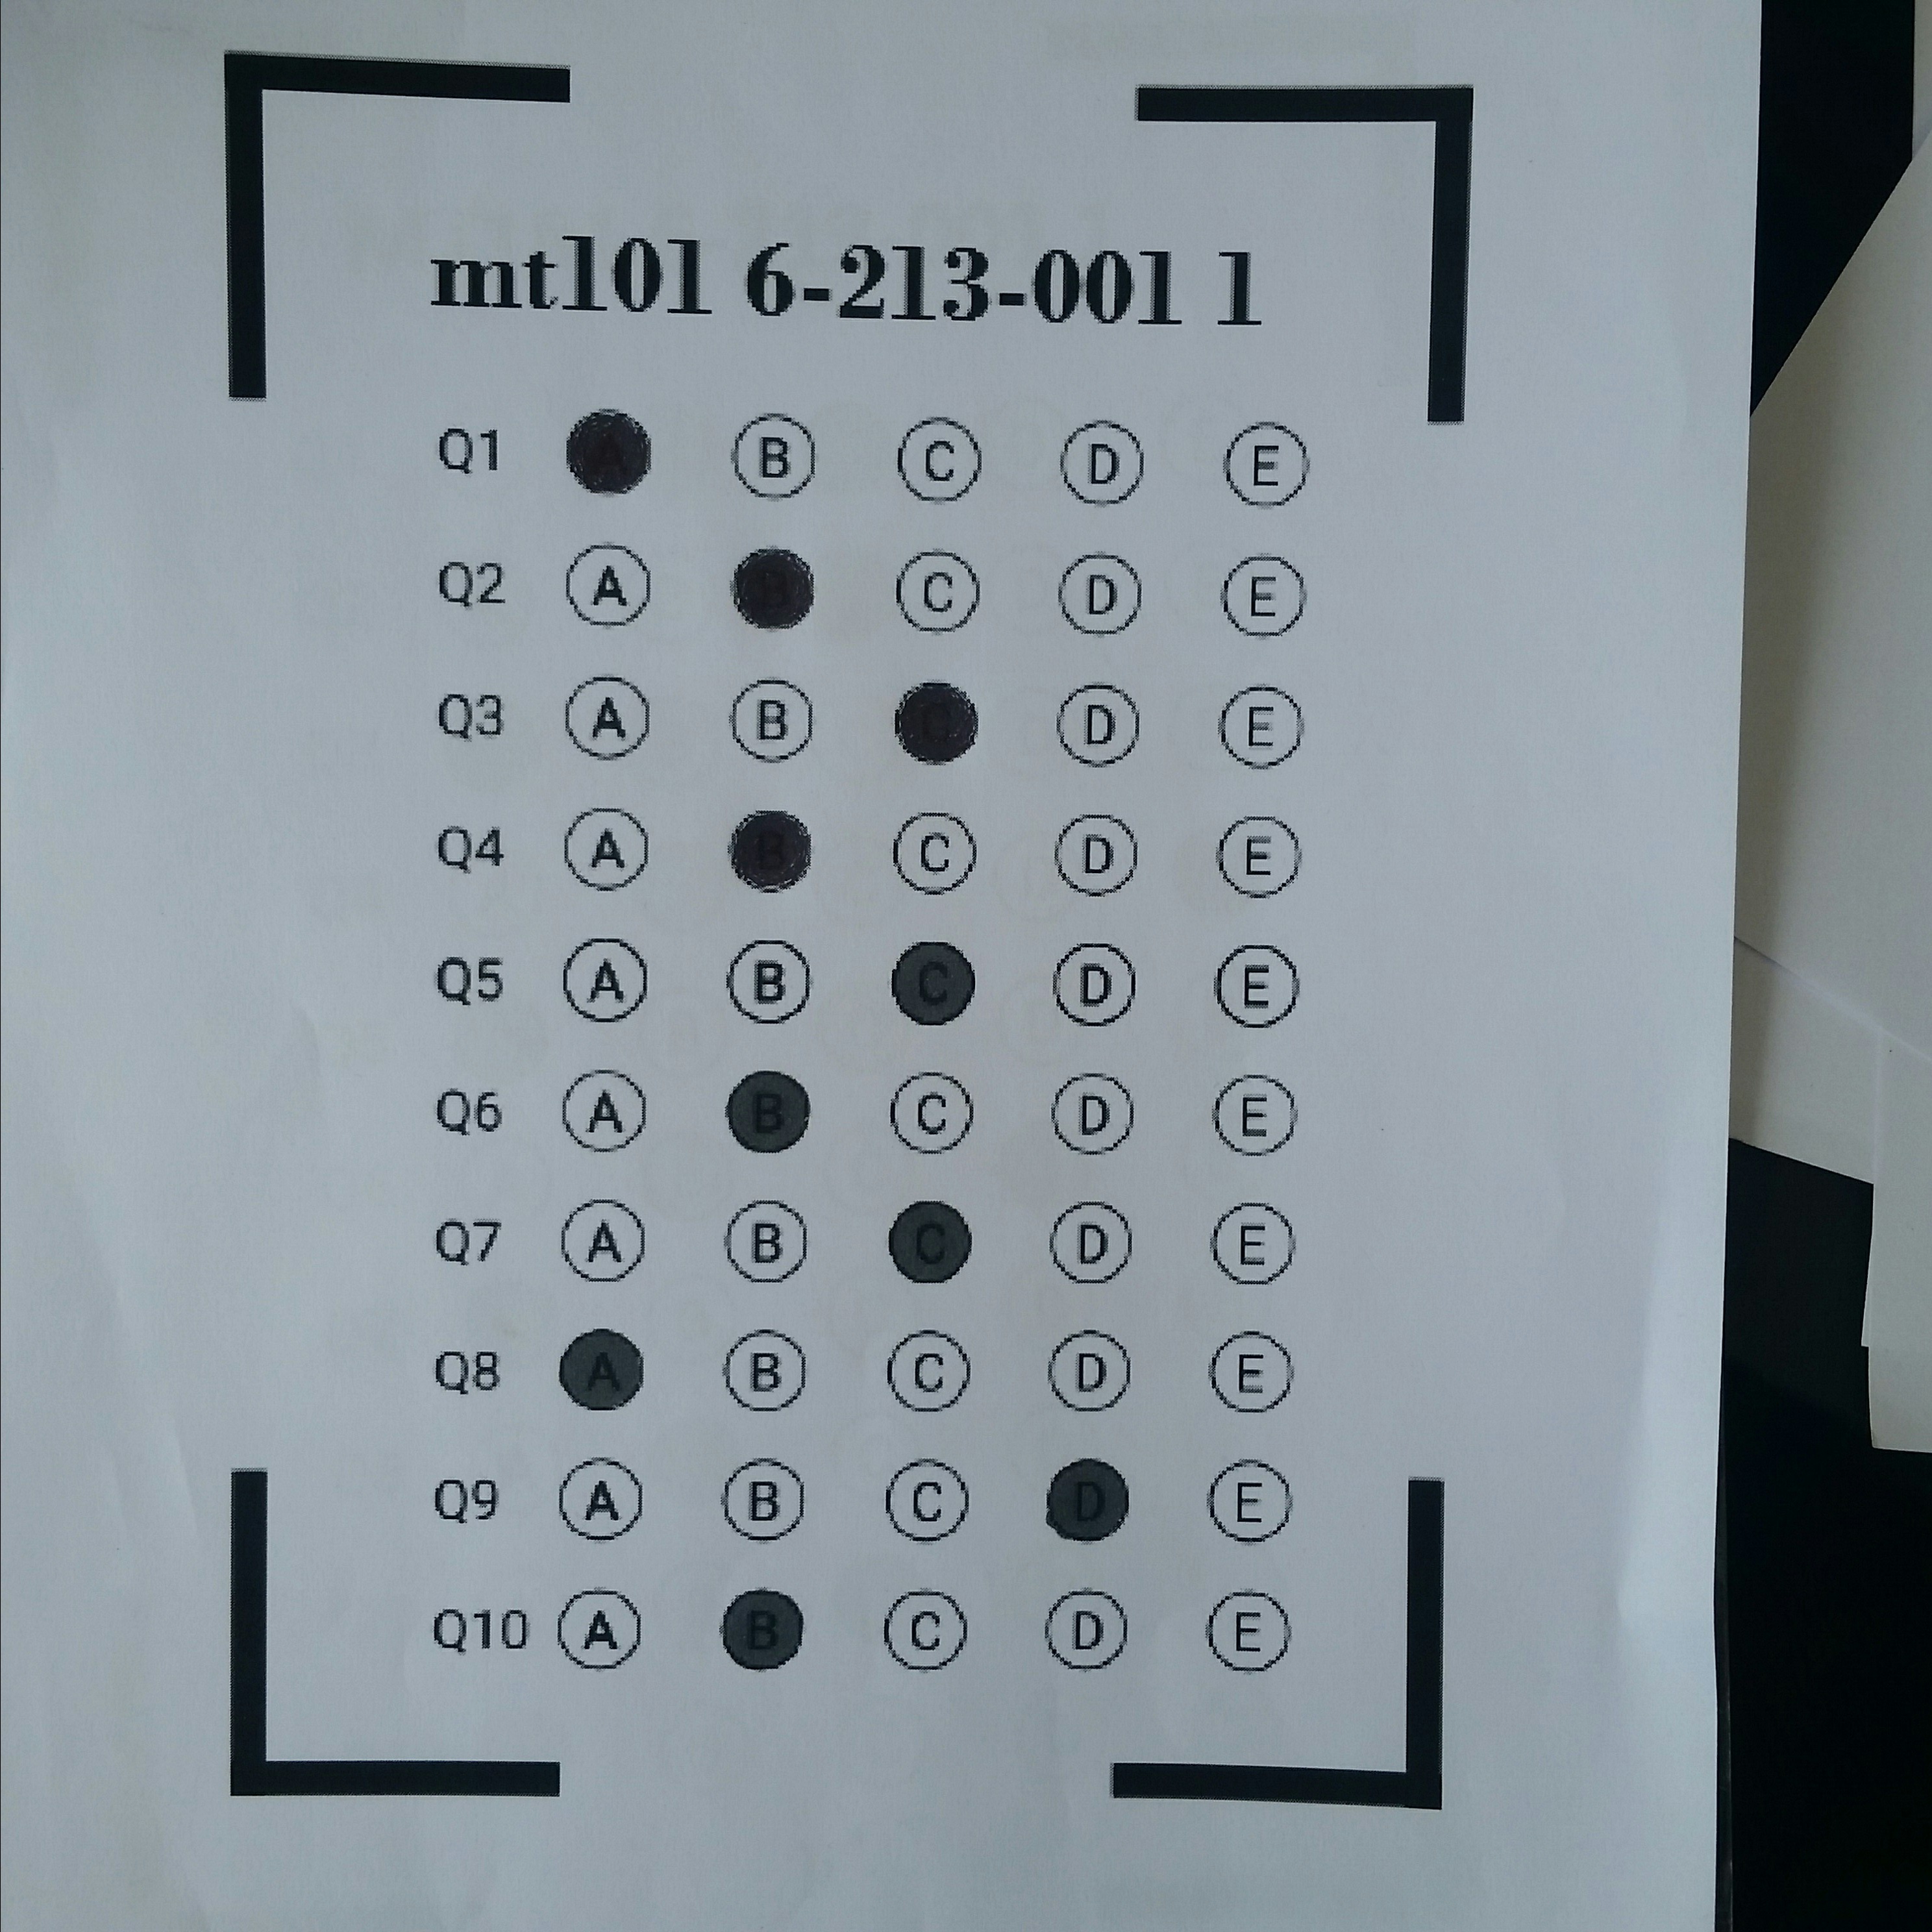 mt101 6-213-001 1
Q1 A B C D E
Q2 A B C D E
Q3 A B C D E
Q4 A B C D E
Q5 A B C D E
Q6 A B C D E
Q7 A B C D E
Q8 A B C D E
Q9 A B C D E
Q10 A B C D E